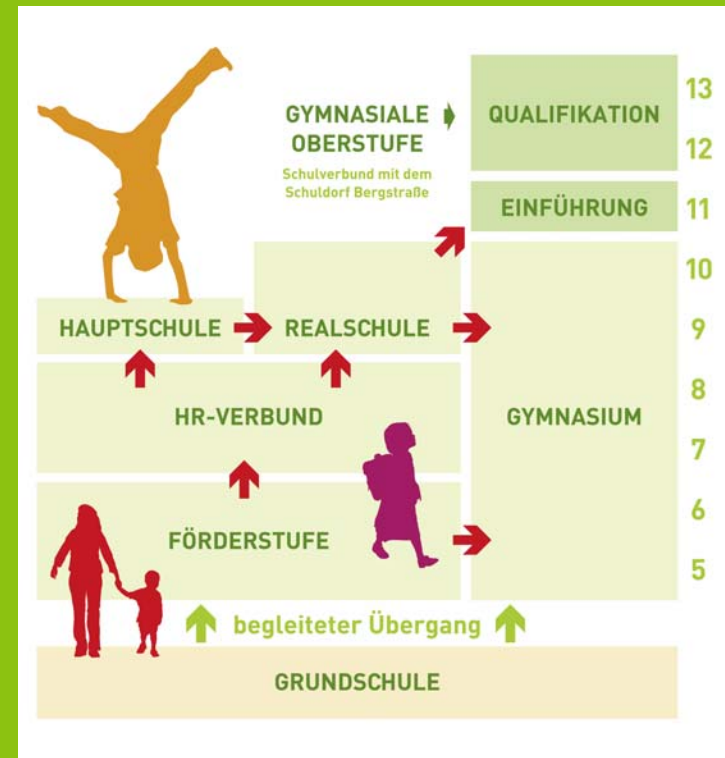 13
GYMNASIALE
OBERSTUFE
QUALIFIKATION
12
Schulverbund mit dem
Schuldorf Bergstraße
EINFÜHRUNG
11
10
HAUPTSCHULE
REALSCHULE
9
8
HR-VERBUND
GYMNASIUM
7
6
FÖRDERSTUFE
5
begleiteter Übergang
GRUNDSCHULE